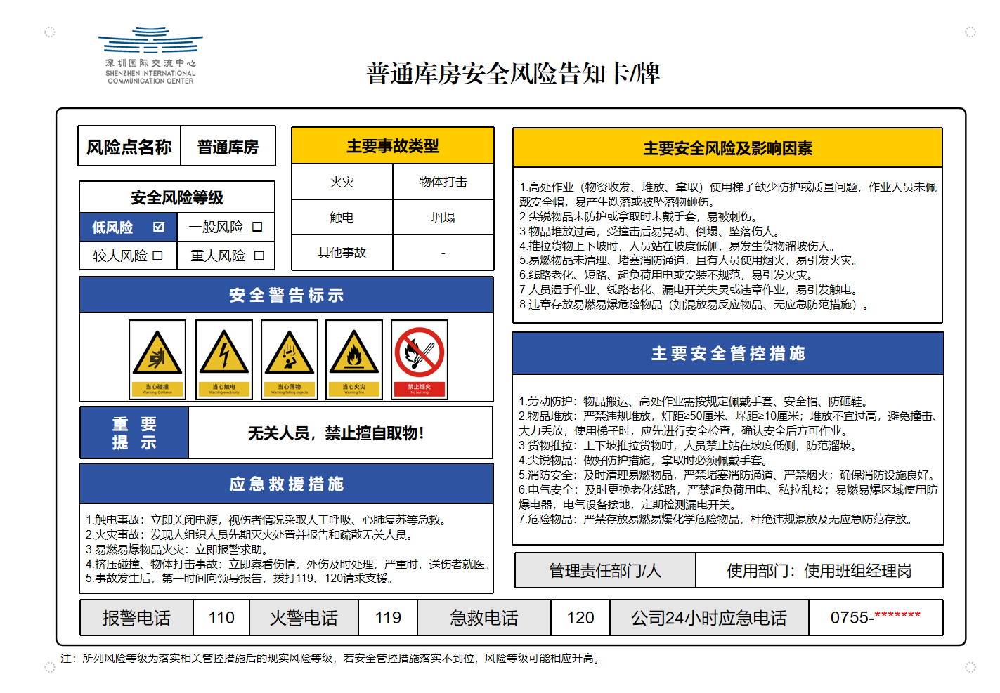 深圳国际交流中心
SHENZHEN INTERNATIONAL
COMMUNICATION CENTER
普通库房安全风险告知卡/牌
风险点名称 普通库房
安全风险等级
低风险 ☑ 一般风险 ☐
较大风险 ☐ 重大风险 ☐
主要事故类型
火灾 物体打击
触电 坍塌
其他事故 -
安全警告标示
当心碰撞
Warning Collision
当心触电
Warning electricity
当心落物
Warning falling objects
当心火灾
Warning fire
禁止烟火
No burning
重 要
提 示
无关人员，禁止擅自取物！
应急救援措施
1.触电事故：立即关闭电源，视伤者情况采取人工呼吸、心肺复苏等急救。
2.火灾事故：发现人组织人员先期灭火处置并报告和疏散无关人员。
3.易燃易爆物品火灾：立即报警求助。
4.挤压碰撞、物体打击事故：立即察看伤情，外伤及时处理，严重时，送伤者就医。
5.事故发生后，第一时间向领导报告，拨打119、120请求支援。
主要安全风险及影响因素
1.高处作业（物资收发、堆放、拿取）使用梯子缺少防护或质量问题，作业人员未佩
戴安全帽，易产生跌落或被坠落物砸伤。
2.尖锐物品未防护或拿取时未戴手套，易被刺伤。
3.物品堆放过高，受撞击后易晃动、倒塌、坠落伤人。
4.推拉货物上下坡时，人员站在坡度低侧，易发生货物溜坡伤人。
5.易燃物品未清理、堵塞消防通道，且有人员使用烟火，易引发火灾。
6.线路老化、短路、超负荷用电或安装不规范，易引发火灾。
7.人员湿手作业、线路老化、漏电开关失灵或违章作业，易引发触电。
8.违章存放易燃易爆危险物品（如混放易反应物品、无应急防范措施）。
主要安全管控措施
1.劳动防护：物品搬运、高处作业需按规定佩戴手套、安全帽、防砸鞋。
2.物品堆放：严禁违规堆放，灯距≥50厘米、垛距≥10厘米；堆放不宜过高，避免撞击、
大力丢放，使用梯子时，应先进行安全检查，确认安全后方可作业。
3.货物推拉：上下坡推拉货物时，人员禁止站在坡度低侧，防范溜坡。
4.尖锐物品：做好防护措施，拿取时必须佩戴手套。
5.消防安全：及时清理易燃物品，严禁堵塞消防通道、严禁烟火；确保消防设施良好。
6.电气安全：及时更换老化线路，严禁超负荷用电、私拉乱接；易燃易爆区域使用防
爆电器，电气设备接地，定期检测漏电开关。
7.危险物品：严禁存放易燃易爆化学危险物品，杜绝违规混放及无应急防范存放。
管理责任部门/人 使用部门：使用班组经理岗
报警电话 110 火警电话 119 急救电话 120 公司24小时应急电话 0755-*******
注：所列风险等级为落实相关管控措施后的现实风险等级，若安全管控措施落实不到位，风险等级可能相应升高。